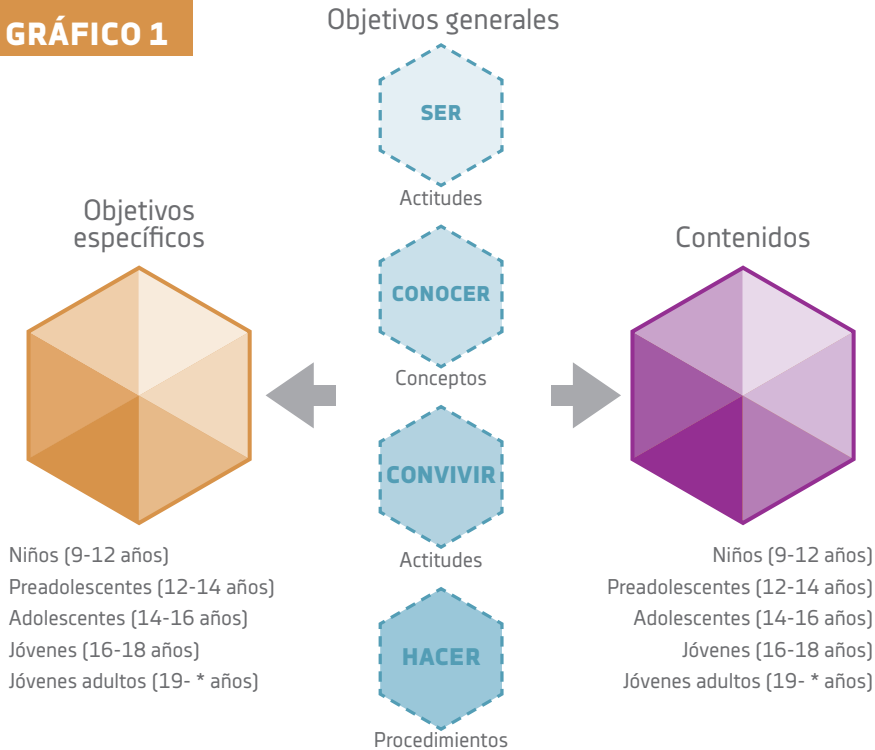 GRÁFICO 1
Objetivos generales
SER
Actitudes
CONOCER
Conceptos
CONVIVIR
Actitudes
HACER
Procedimientos
Objetivos
específicos
Niños (9-12 años)
Preadolescentes (12-14 años)
Adolescentes (14-16 años)
Jóvenes (16-18 años)
Jóvenes adultos (19- * años)
Contenidos
Niños (9-12 años)
Preadolescentes (12-14 años)
Adolescentes (14-16 años)
Jóvenes (16-18 años)
Jóvenes adultos (19- * años)